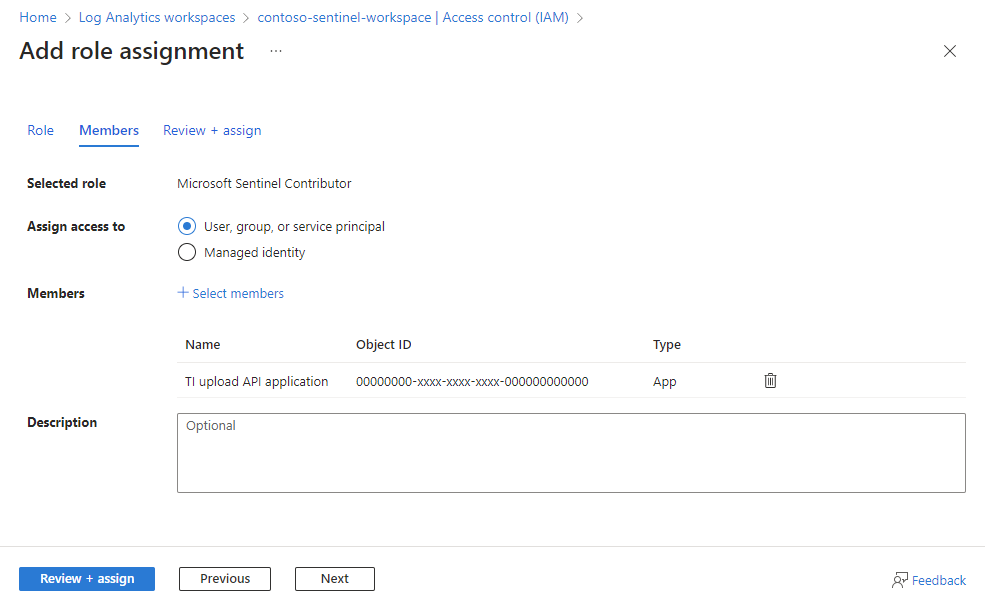 Home > Log Analytics workspaces > contoso-sentinel-workspace | Access control (IAM) >
Add role assignment ...
Role Members Review + assign
Selected role Microsoft Sentinel Contributor
Assign access to User, group, or service principal
Managed identity
Members + Select members
Name Object ID Type
TI upload API application 00000000-xxxx-xxxx-xxxx-000000000000 App
Description Optional
Review + assign Previous Next Feedback